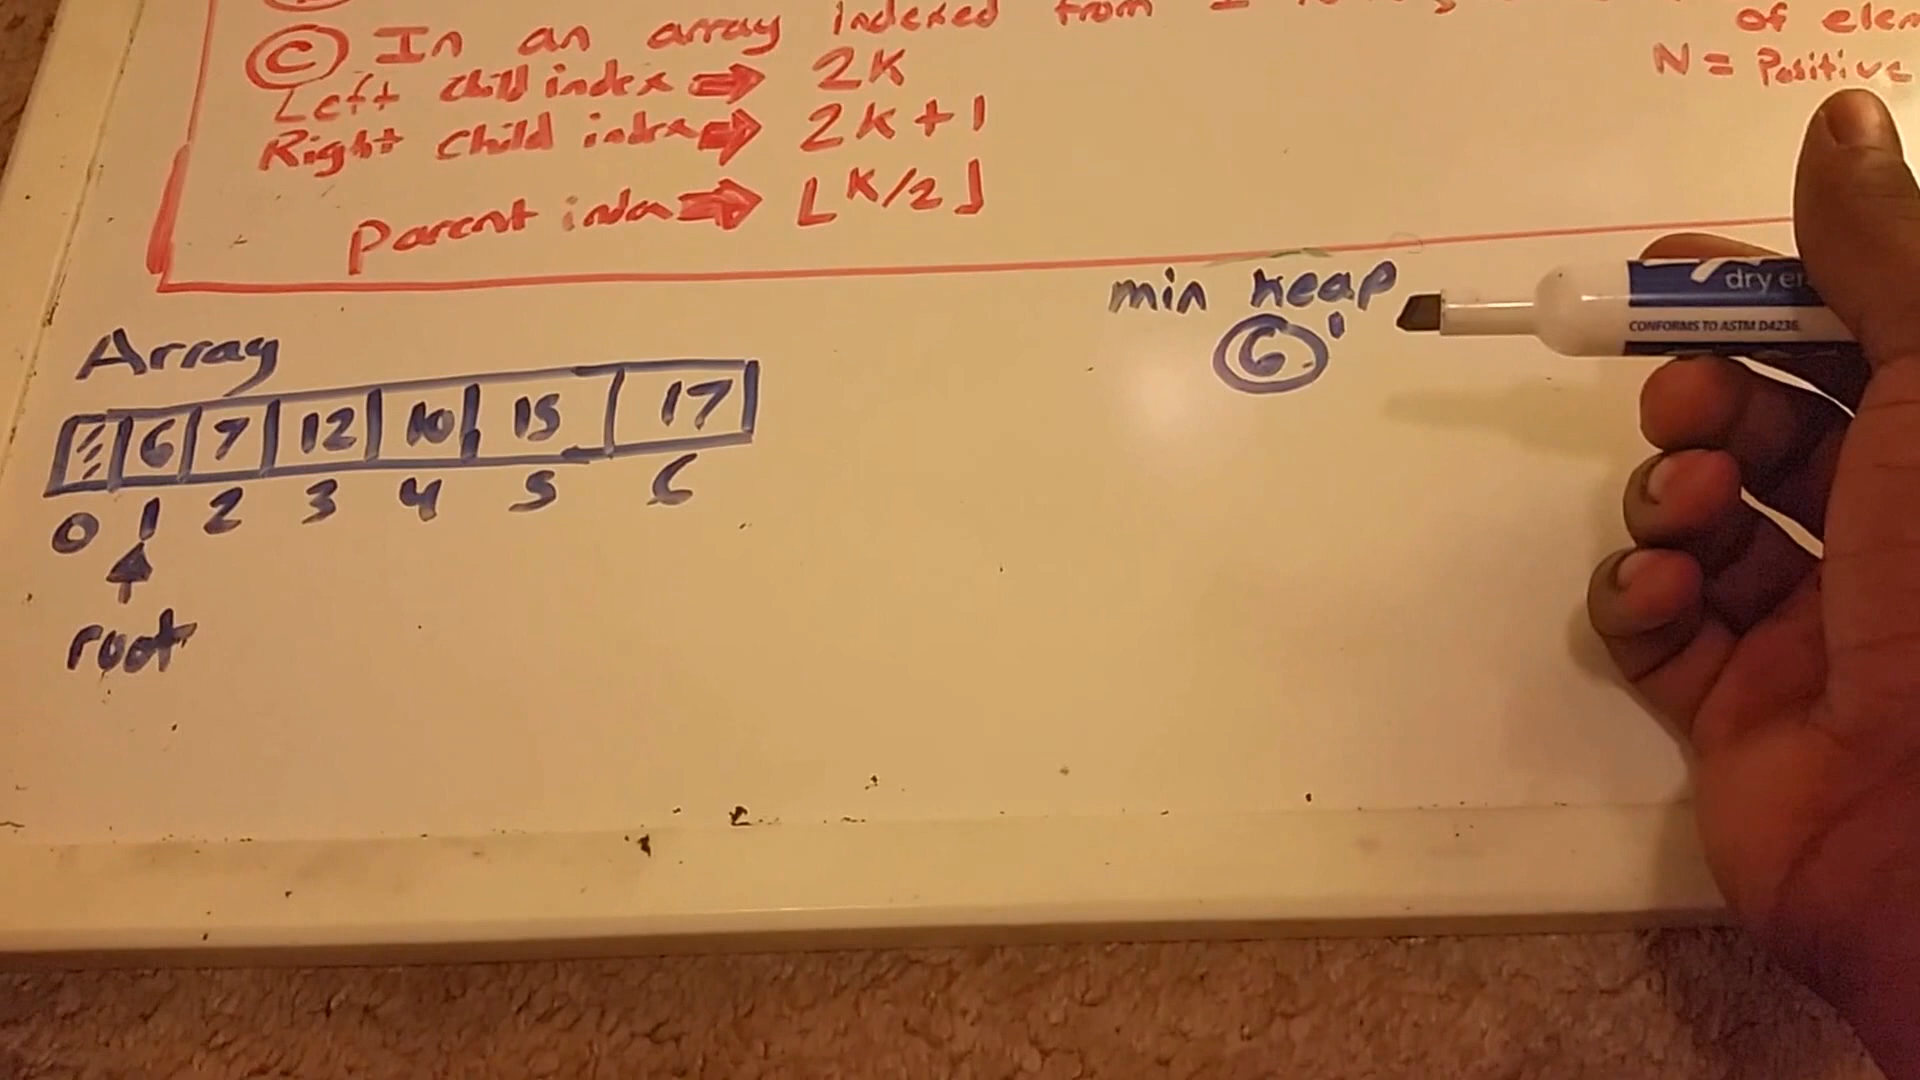 C In an array indexed from 1
of elem
Left child index ⇒ 2K
N = Positive
Right child index ⇒ 2K+1
Parent index ⇒ ⌊K/2⌋
min heap
dry er
CONFORMS TO ASTM D4236
6 1
Array
6 7 12 10 15 17
0 1 2 3 4 5 6
root